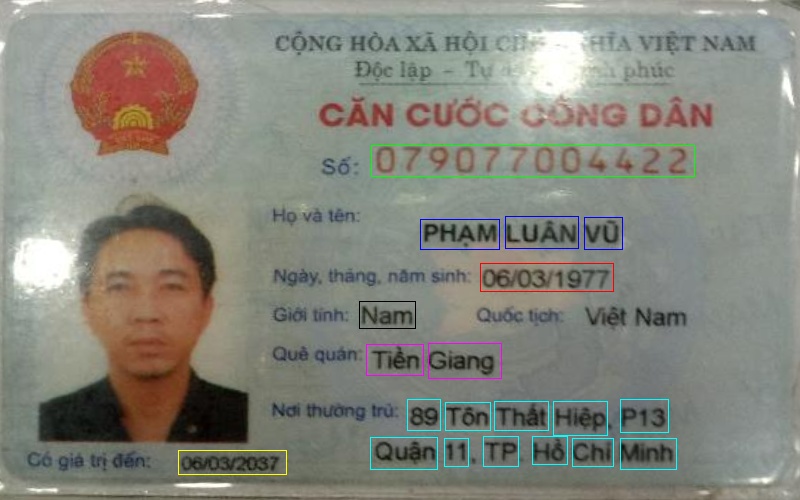 CỘNG HÒA XÃ HỘI CHỦ NGHĨA VIỆT NAM
Độc lập - Tự do - Hạnh phúc
CĂN CƯỚC CÔNG DÂN
Số: 079077004422
Họ và tên:
PHẠM LUÂN VŨ
Ngày, tháng, năm sinh: 06/03/1977
Giới tính: Nam Quốc tịch: Việt Nam
Quê quán: Tiền Giang
Nơi thường trú: 89 Tôn Thất Hiệp, P13
Quận 11, TP. Hồ Chí Minh
Có giá trị đến: 06/03/2037